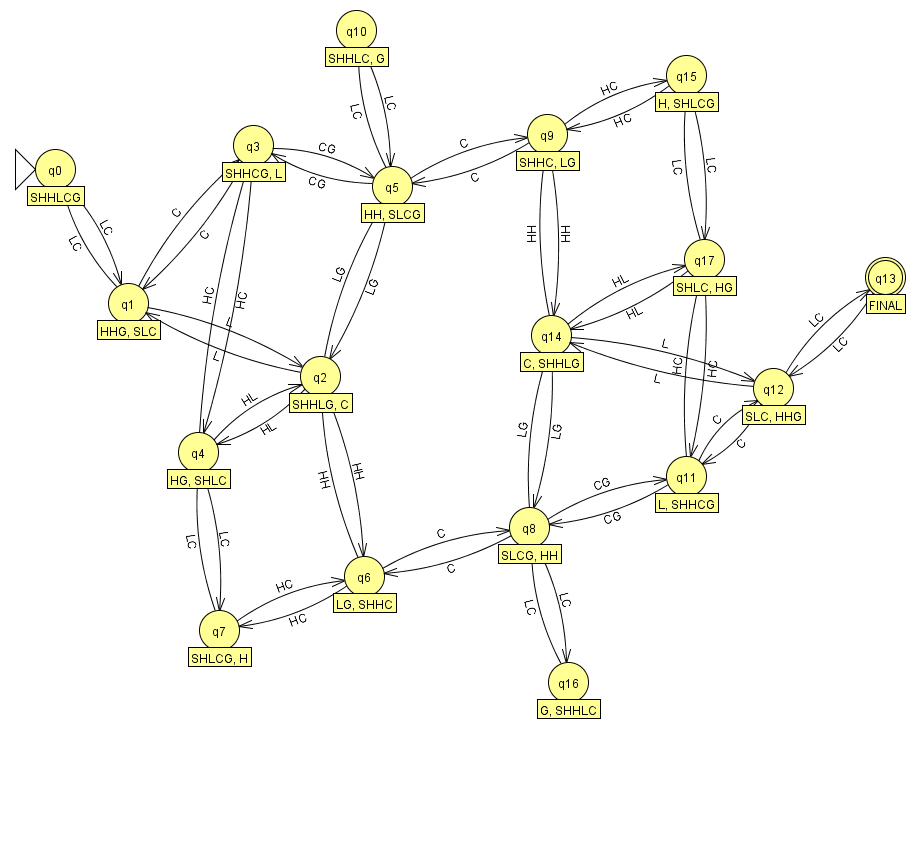 q10
SHHLC, G
LC
LC
q15
H, SHLCG
HC
HC
q9
SHHC, LG
C
C
q3
SHHCG, L
CG
CG
q0
SHHLCG
q5
HH, SLCG
LC
LC
C
C
LC
LC
HH
HH
q17
SHLC, HG
q13
FINAL
LG
LG
HC
HC
HL
HL
q1
HHG, SLC
L
L
LC
LC
q14
C, SHHLG
L
L
q2
SHHLG, C
HC
HC
q12
SLC, HHG
HL
HL
LG
LG
C
C
q4
HG, SHLC
HH
HH
q11
L, SHHCG
CG
CG
LC
LC
q8
SLCG, HH
C
C
q6
LG, SHHC
HC
HC
LC
LC
q7
SHLCG, H
q16
G, SHHLC